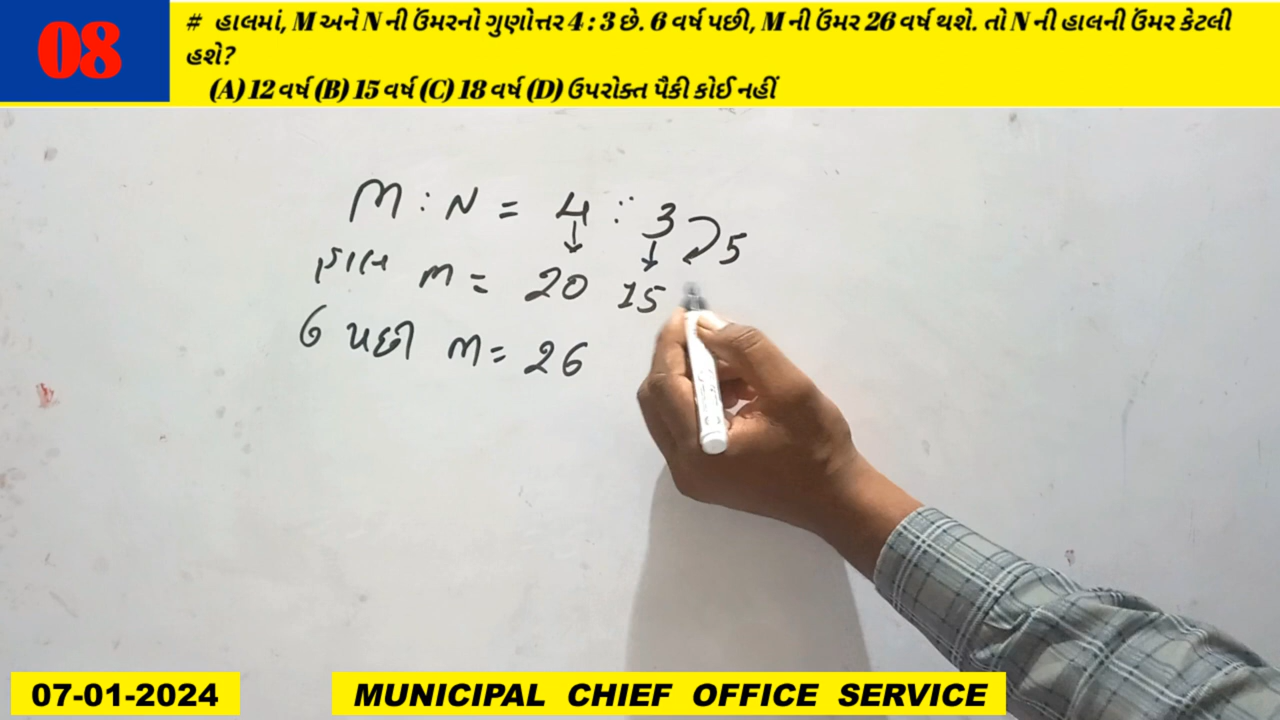 08
# હાલમાં, M અને N ની ઉંમરનો ગુણોત્તર 4 : 3 છે. 6 વર્ષ પછી, M ની ઉંમર 26 વર્ષ થશે. તો N ની હાલની ઉંમર કેટલી
હશે?
(A) 12 વર્ષ (B) 15 વર્ષ (C) 18 વર્ષ (D) ઉપરોક્ત પૈકી કોઈ નહીં
M : N = 4 : 3 5
હાલ M = 20 15
6 પછી M = 26
07-01-2024
MUNICIPAL CHIEF OFFICE SERVICE